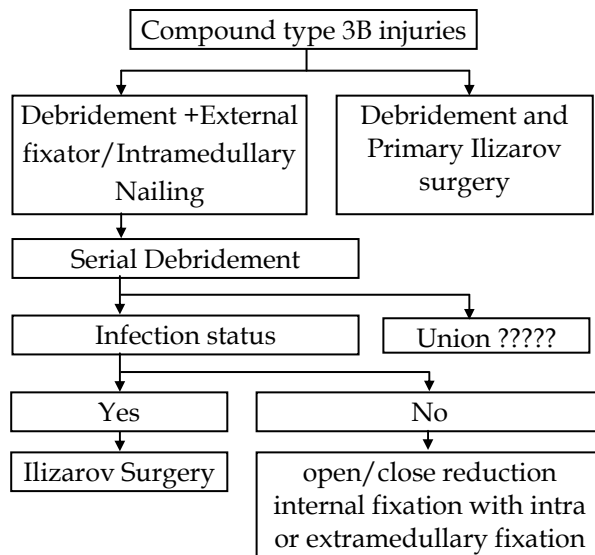 Compound type 3B injuries
Debridement +External
fixator/Intramedullary
Nailing
Debridement and
Primary Ilizarov
surgery
Serial Debridement
Infection status
Union ?????
Yes
No
Ilizarov Surgery
open/close reduction
internal fixation with intra
or extramedullary fixation